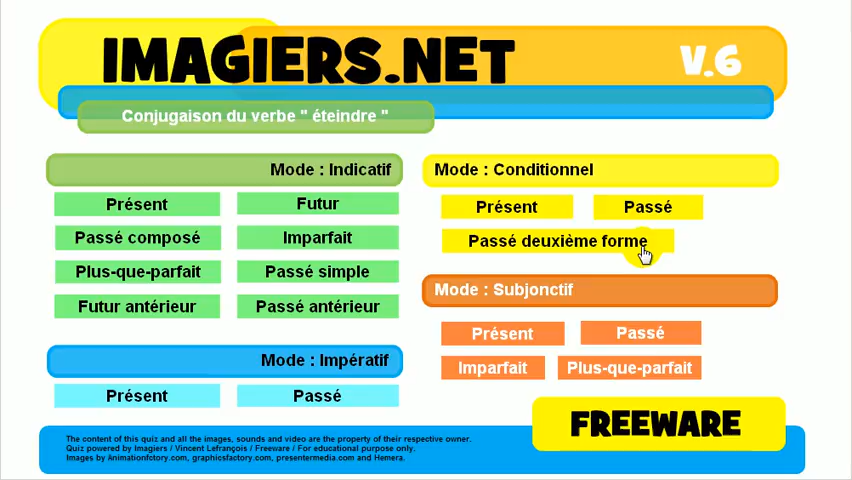 IMAGIERS.NET
V.6
Conjugaison du verbe " éteindre "
Mode : Indicatif
Présent
Futur
Passé composé
Imparfait
Plus-que-parfait
Passé simple
Futur antérieur
Passé antérieur
Mode : Impératif
Présent
Passé
Mode : Conditionnel
Présent
Passé
Passé deuxième forme
Mode : Subjonctif
Présent
Passé
Imparfait
Plus-que-parfait
FREEWARE
The content of this quiz and all the images, sounds and video are the property of their respective owner.
Quiz powered by Imagiers / Vincent Lefrançois / Freeware / For educational purpose only.
Images by Animationfctory.com, graphicsfactory.com, presentermedia.com and Hemera.